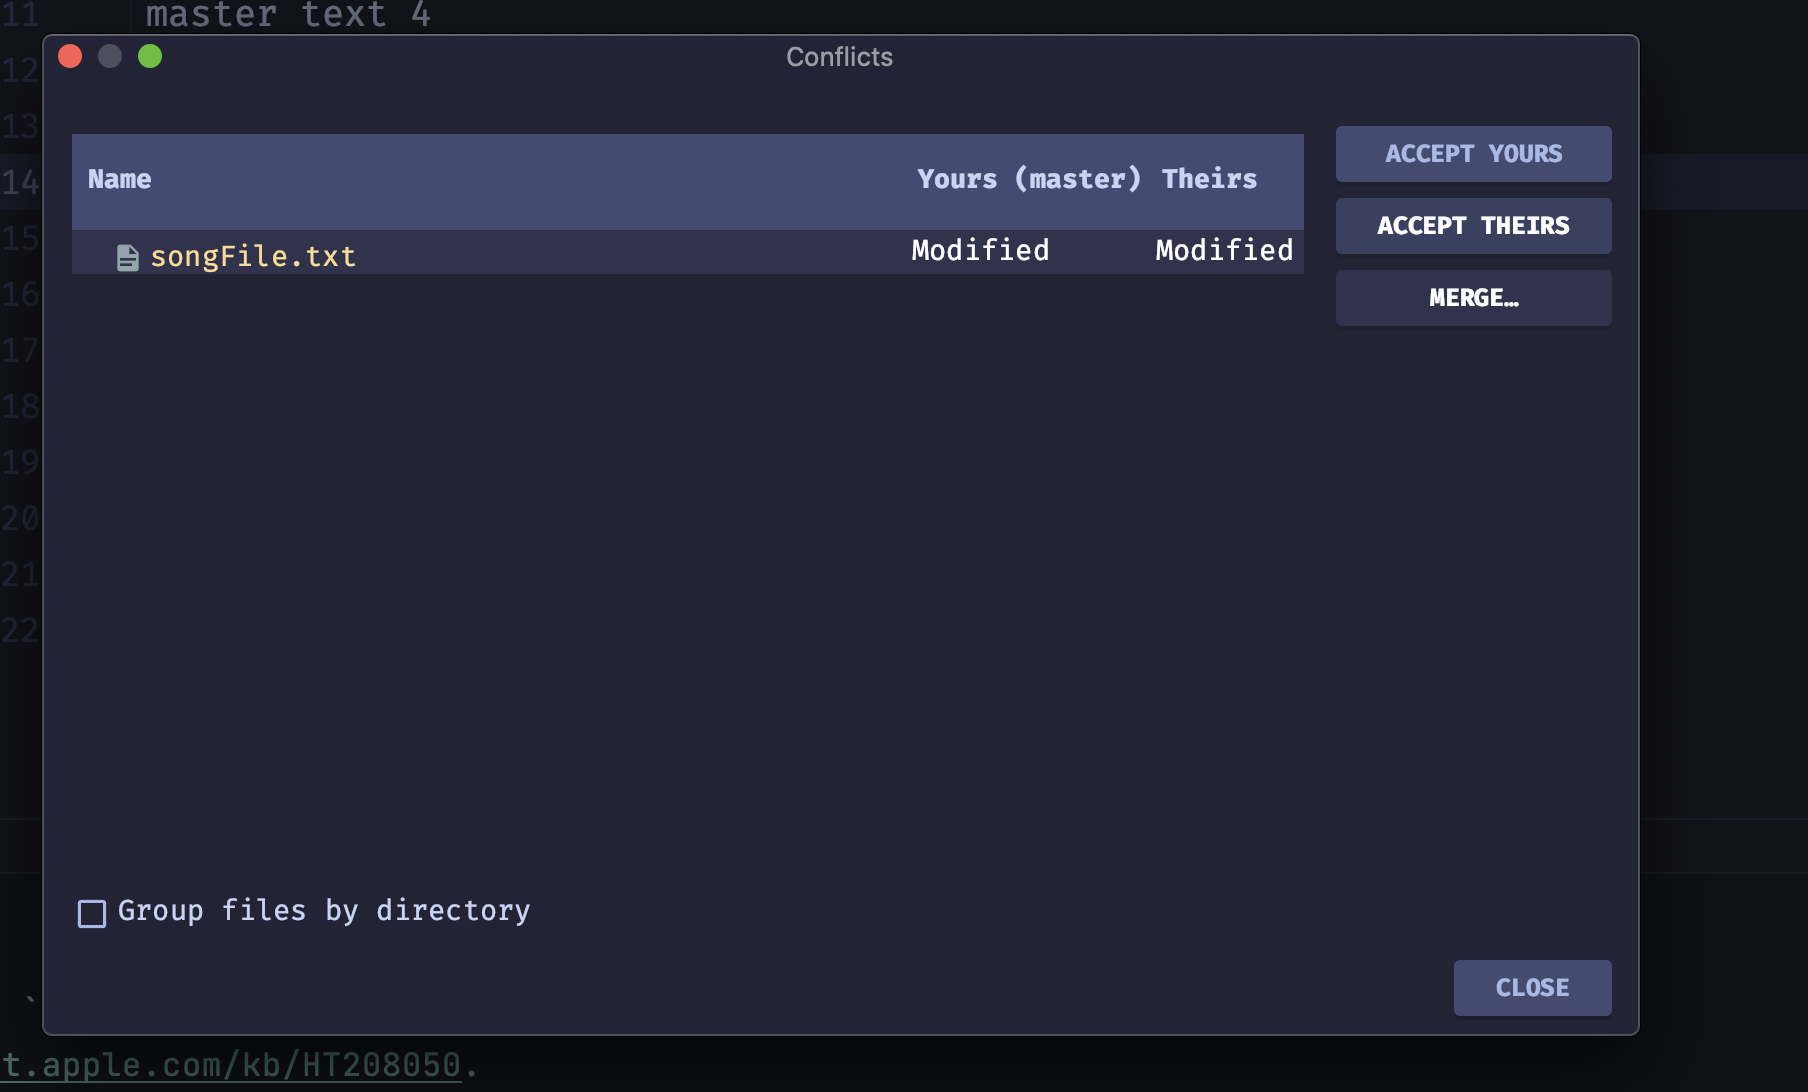 11 master text 4
12
13
14
15
16
17
18
19
20
21
22
Conflicts
Name Yours (master) Theirs
songFile.txt Modified Modified
ACCEPT YOURS
ACCEPT THEIRS
MERGE…
Group files by directory
CLOSE
`
t.apple.com/kb/HT208050.